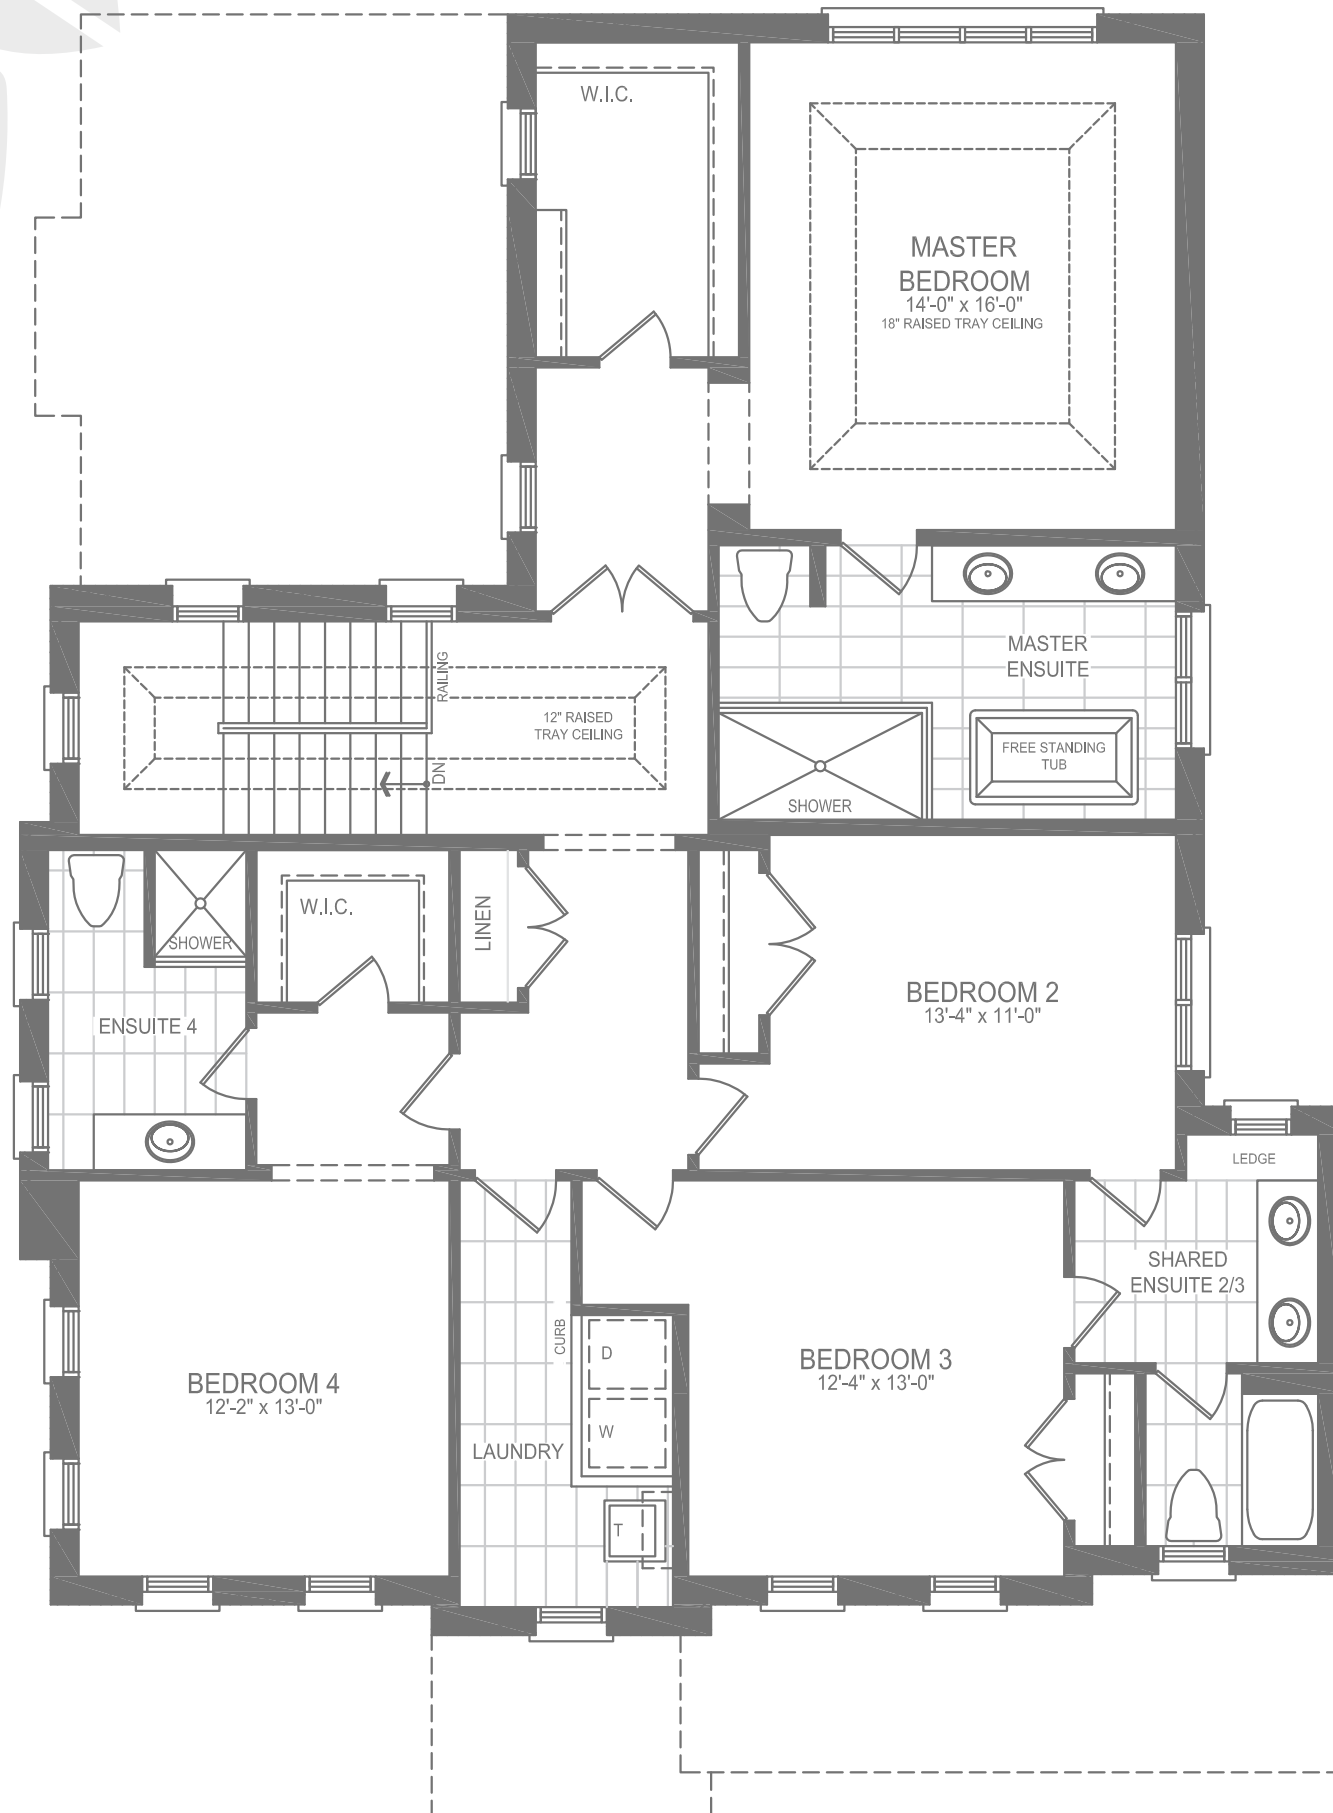 W.I.C.
MASTER
BEDROOM
14'-0" x 16'-0"
18" RAISED TRAY CEILING
MASTER
ENSUITE
RAILING
12" RAISED
TRAY CEILING
DN
FREE STANDING
TUB
SHOWER
W.I.C.
LINEN
SHOWER
BEDROOM 2
13'-4" x 11'-0"
ENSUITE 4
LEDGE
SHARED
ENSUITE 2/3
CURB
D
BEDROOM 3
12'-4" x 13'-0"
BEDROOM 4
12'-2" x 13'-0"
W
LAUNDRY
T